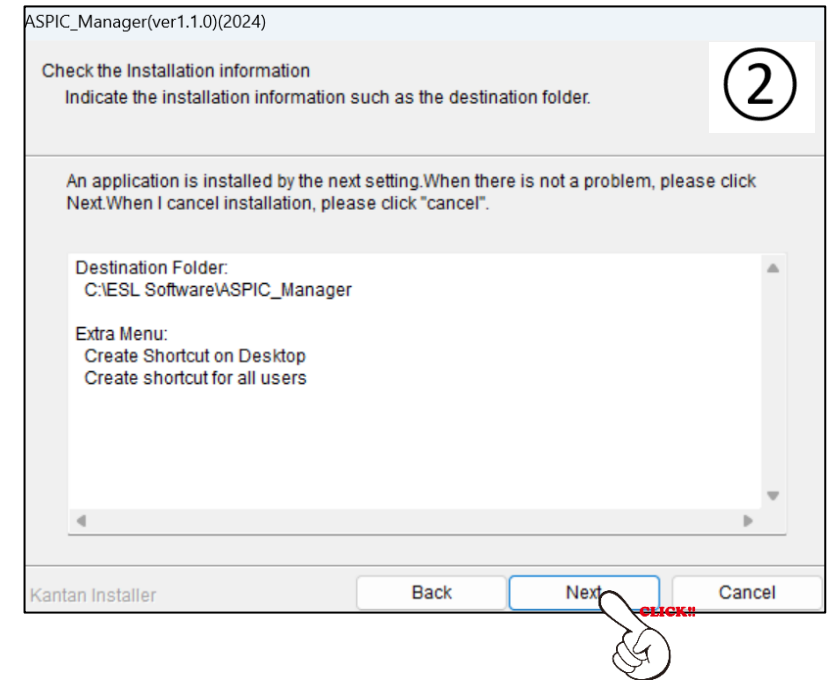 ASPIC_Manager(ver1.1.0)(2024)
Check the Installation information
Indicate the installation information such as the destination folder.
②
An application is installed by the next setting.When there is not a problem, please click
Next.When I cancel installation, please click "cancel".
Destination Folder:
C:\ESL Software\ASPIC_Manager
Extra Menu:
Create Shortcut on Desktop
Create shortcut for all users
Kantan Installer
Back
Next
Cancel
CLICK!!